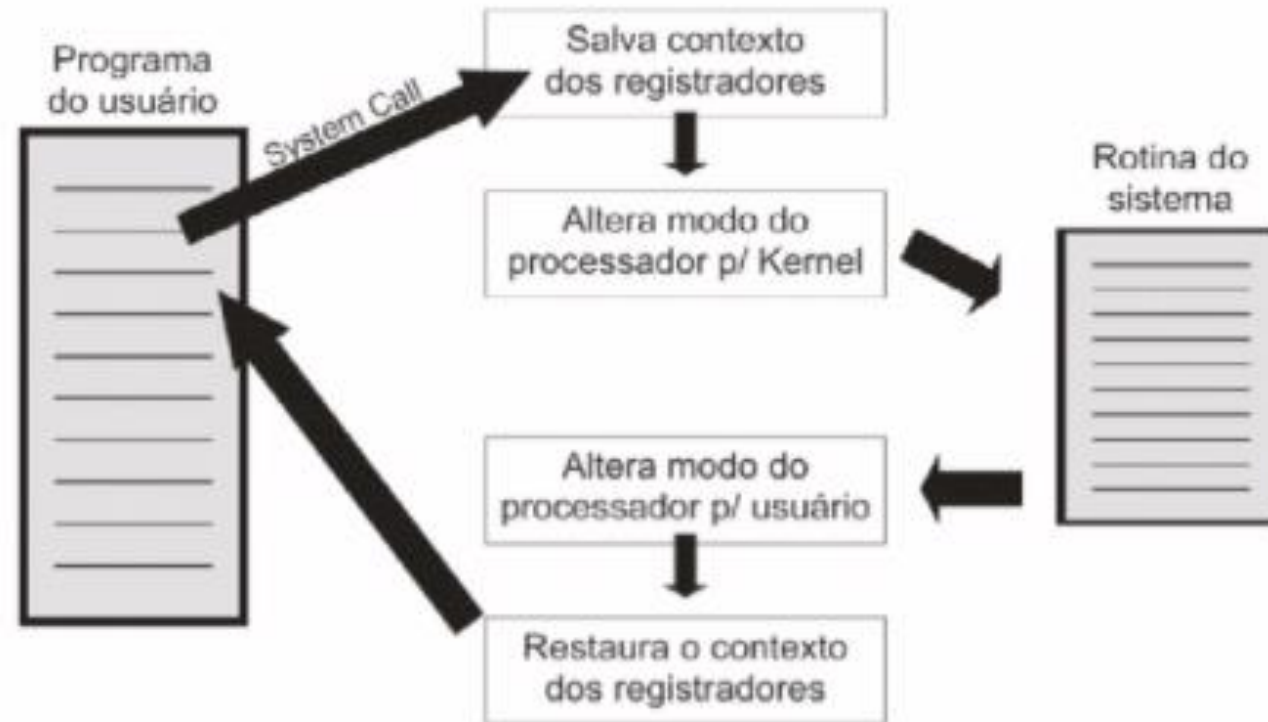 Programa
do usuário
System Call
Salva contexto
dos registradores
Altera modo do
processador p/ Kernel
Rotina do
sistema
Altera modo do
processador p/ usuário
Restaura o contexto
dos registradores